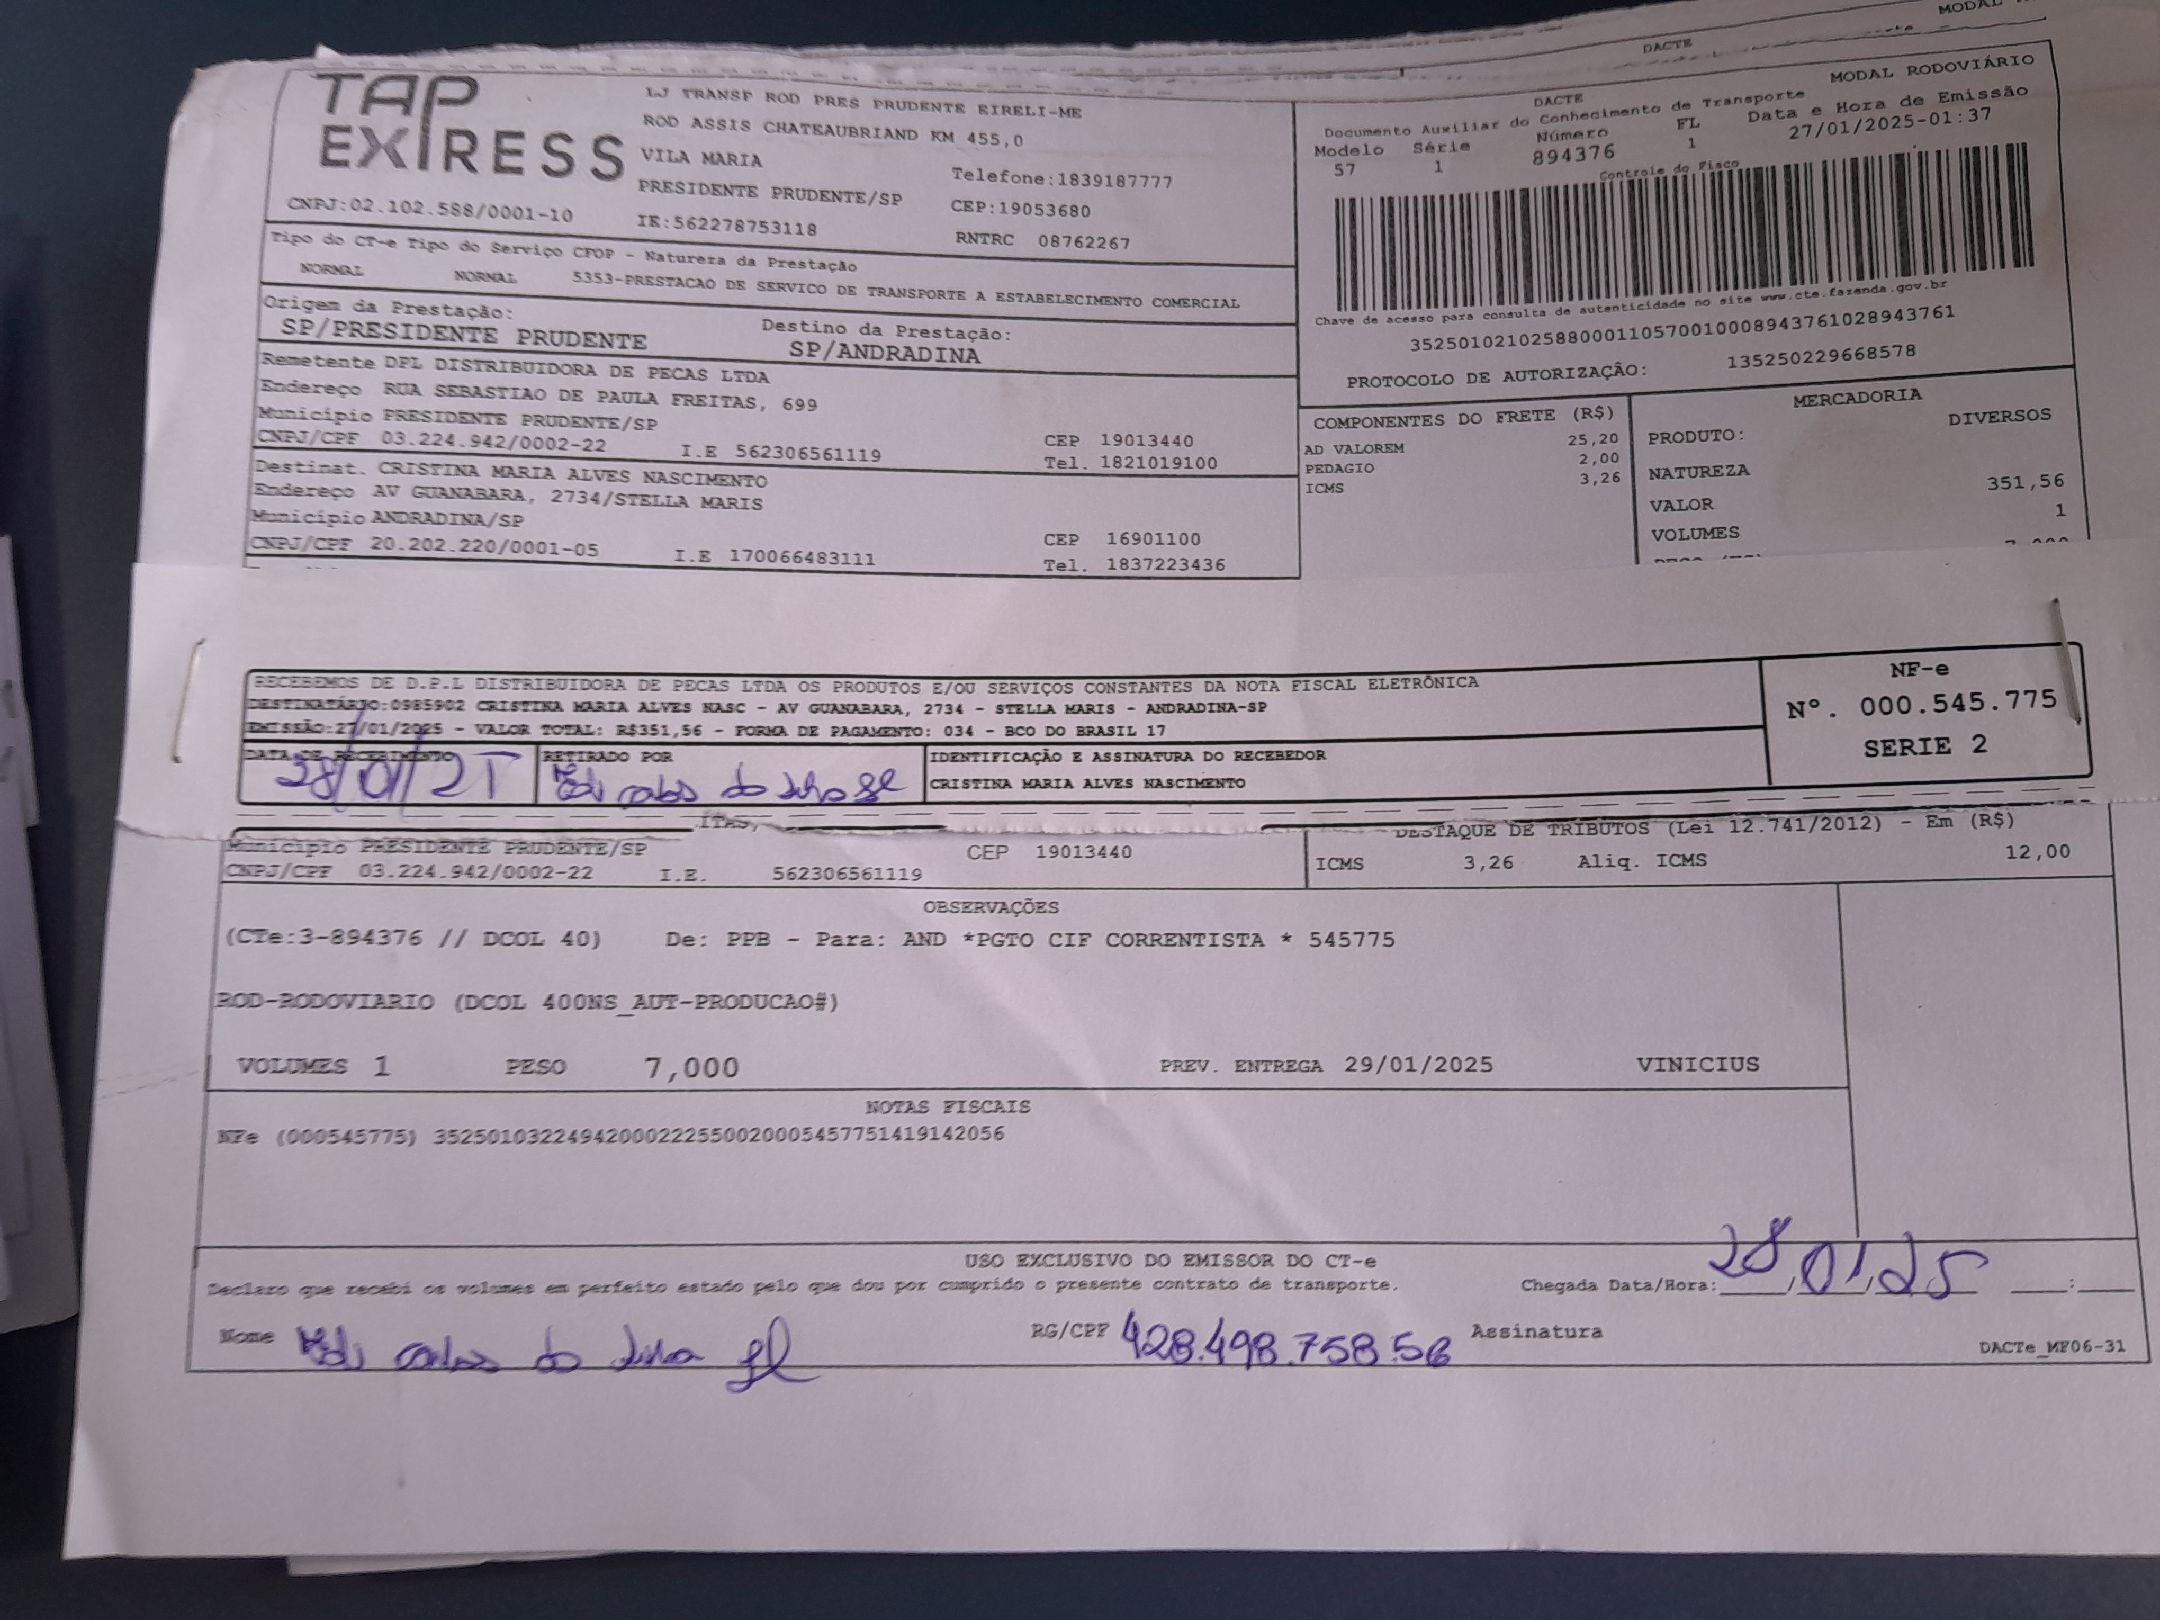 MODAL
DACTE
TAP
EXPRESS
LJ TRANSP ROD PRES PRUDENTE EIRELI-ME
ROD ASSIS CHATEAUBRIAND KM 455,0
VILA MARIA
Telefone:1839187777
PRESIDENTE PRUDENTE/SP
CEP:19053680
CNPJ:02.102.588/0001-10
IE:562278753118
RNTRC 08762267
DACTE
MODAL RODOVIÁRIO
Documento Auxiliar do Conhecimento de Transporte
Modelo Série Número FL Data e Hora de Emissão
57 1 894376 1 27/01/2025-01:37
Controle do Fisco
Chave de acesso para consulta de autenticidade no site www.cte.fazenda.gov.br
35250102102588000110570010008943761028943761
PROTOCOLO DE AUTORIZAÇÃO: 135250229668578
Tipo do CT-e Tipo do Serviço CFOP - Natureza da Prestação
NORMAL NORMAL 5353-PRESTACAO DE SERVICO DE TRANSPORTE A ESTABELECIMENTO COMERCIAL
Origem da Prestação: Destino da Prestação:
SP/PRESIDENTE PRUDENTE SP/ANDRADINA
Remetente DPL DISTRIBUIDORA DE PECAS LTDA
Endereço RUA SEBASTIAO DE PAULA FREITAS, 699
Município PRESIDENTE PRUDENTE/SP CEP 19013440
CNPJ/CPF 03.224.942/0002-22 I.E 562306561119 Tel. 1821019100
Destinat. CRISTINA MARIA ALVES NASCIMENTO
Endereço AV GUANABARA, 2734/STELLA MARIS
Município ANDRADINA/SP CEP 16901100
CNPJ/CPF 20.202.220/0001-05 I.E 170066483111 Tel. 1837223436
COMPONENTES DO FRETE (R$)
AD VALOREM 25,20
PEDAGIO 2,00
ICMS 3,26
MERCADORIA
PRODUTO: DIVERSOS
NATUREZA
VALOR 351,56
VOLUMES 1
RECEBEMOS DE D.P.L DISTRIBUIDORA DE PECAS LTDA OS PRODUTOS E/OU SERVIÇOS CONSTANTES DA NOTA FISCAL ELETRÔNICA
DESTINATÁRIO:0985902 CRISTINA MARIA ALVES NASC - AV GUANABARA, 2734 - STELLA MARIS - ANDRADINA-SP
EMISSÃO:27/01/2025 - VALOR TOTAL: R$351,56 - FORMA DE PAGAMENTO: 034 - BCO DO BRASIL 17
NF-e
Nº. 000.545.775
SERIE 2
DATA DE RECEBIMENTO RETIRADO POR IDENTIFICAÇÃO E ASSINATURA DO RECEBEDOR
28/01/25 CRISTINA MARIA ALVES NASCIMENTO
ITAS,
Município PRESIDENTE PRUDENTE/SP CEP 19013440
CNPJ/CPF 03.224.942/0002-22 I.E. 562306561119
DESTAQUE DE TRIBUTOS (Lei 12.741/2012) - Em (R$)
ICMS 3,26 Aliq. ICMS 12,00
OBSERVAÇÕES
(CTe:3-894376 // DCOL 40) De: PPB - Para: AND *PGTO CIF CORRENTISTA * 545775
ROD-RODOVIARIO (DCOL 400NS_AUT-PRODUCAO#)
VOLUMES 1 PESO 7,000 PREV. ENTREGA 29/01/2025 VINICIUS
NOTAS FISCAIS
NFe (000545775) 35250103224942000222550020005457751419142056
USO EXCLUSIVO DO EMISSOR DO CT-e
Declaro que recebi os volumes em perfeito estado pelo que dou por cumprido o presente contrato de transporte. Chegada Data/Hora: 28/01/25 :
Nome RG/CPF 428.498.758.56 Assinatura
DACTe_MF06-31